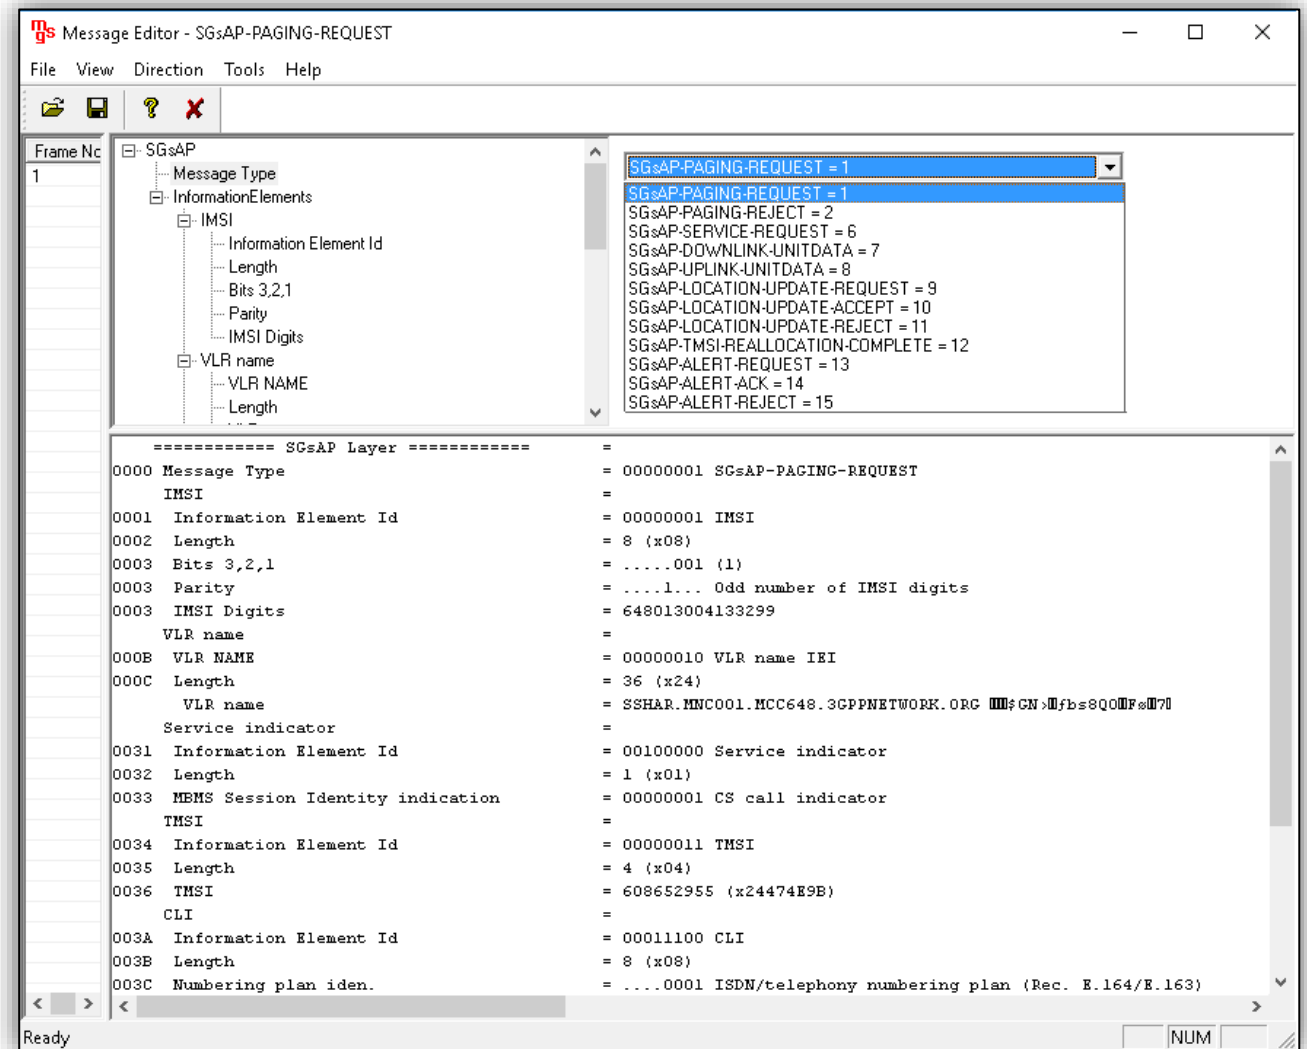 Message Editor - SGsAP-PAGING-REQUEST
File View Direction Tools Help
Frame Nc
1
SGsAP
Message Type
InformationElements
IMSI
Information Element Id
Length
Bits 3,2,1
Parity
IMSI Digits
VLR name
VLR NAME
Length
SGsAP-PAGING-REQUEST = 1
SGsAP-PAGING-REQUEST = 1
SGsAP-PAGING-REJECT = 2
SGsAP-SERVICE-REQUEST = 6
SGsAP-DOWNLINK-UNITDATA = 7
SGsAP-UPLINK-UNITDATA = 8
SGsAP-LOCATION-UPDATE-REQUEST = 9
SGsAP-LOCATION-UPDATE-ACCEPT = 10
SGsAP-LOCATION-UPDATE-REJECT = 11
SGsAP-TMSI-REALLOCATION-COMPLETE = 12
SGsAP-ALERT-REQUEST = 13
SGsAP-ALERT-ACK = 14
SGsAP-ALERT-REJECT = 15
============ SGsAP Layer ============ =
0000 Message Type = 00000001 SGsAP-PAGING-REQUEST
IMSI =
0001 Information Element Id = 00000001 IMSI
0002 Length = 8 (x08)
0003 Bits 3,2,1 = .....001 (1)
0003 Parity = ....1... Odd number of IMSI digits
0003 IMSI Digits = 648013004133299
VLR name =
000B VLR NAME = 00000010 VLR name IEI
000C Length = 36 (x24)
VLR name = SSHAR.MNC001.MCC648.3GPPNETWORK.ORG
Service indicator =
0031 Information Element Id = 00100000 Service indicator
0032 Length = 1 (x01)
0033 MBMS Session Identity indication = 00000001 CS call indicator
TMSI =
0034 Information Element Id = 00000011 TMSI
0035 Length = 4 (x04)
0036 TMSI = 608652955 (x24474E9B)
CLI =
003A Information Element Id = 00011100 CLI
003B Length = 8 (x08)
003C Numbering plan iden. = ....0001 ISDN/telephony numbering plan (Rec. E.164/E.163)
Ready
NUM